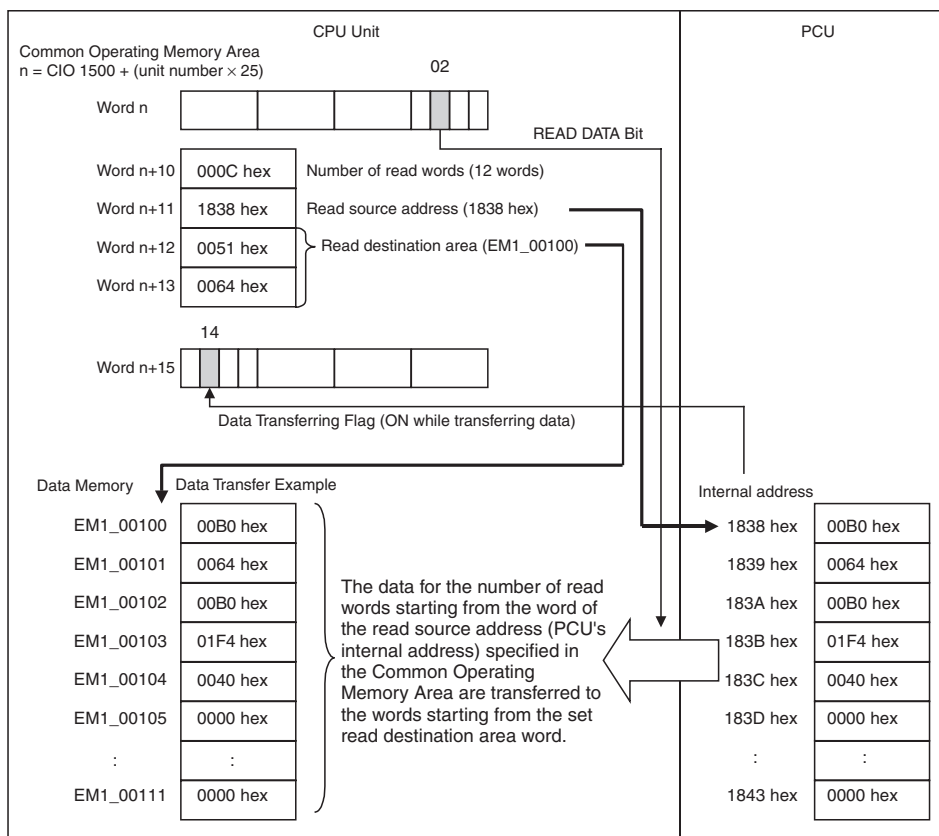 CPU Unit
PCU
Common Operating Memory Area
n = CIO 1500 + (unit number × 25)
02
Word n
READ DATA Bit
Word n+10 000C hex Number of read words (12 words)
Word n+11 1838 hex Read source address (1838 hex)
Word n+12 0051 hex Read destination area (EM1_00100)
Word n+13 0064 hex
14
Word n+15
Data Transferring Flag (ON while transferring data)
Data Memory Data Transfer Example
Internal address
EM1_00100 00B0 hex
EM1_00101 0064 hex
EM1_00102 00B0 hex
EM1_00103 01F4 hex
EM1_00104 0040 hex
EM1_00105 0000 hex
: :
EM1_00111 0000 hex
The data for the number of read
words starting from the word of
the read source address (PCU's
internal address) specified in
the Common Operating
Memory Area are transferred to
the words starting from the set
read destination area word.
1838 hex 00B0 hex
1839 hex 0064 hex
183A hex 00B0 hex
183B hex 01F4 hex
183C hex 0040 hex
183D hex 0000 hex
: :
1843 hex 0000 hex